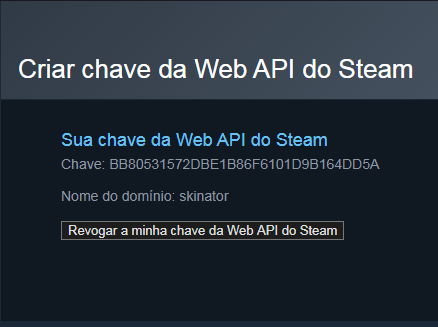 Criar chave da Web API do Steam
Sua chave da Web API do Steam
Chave: BB80531572DBE1B86F6101D9B164DD5A
Nome do domínio: skinator
Revogar a minha chave da Web API do Steam